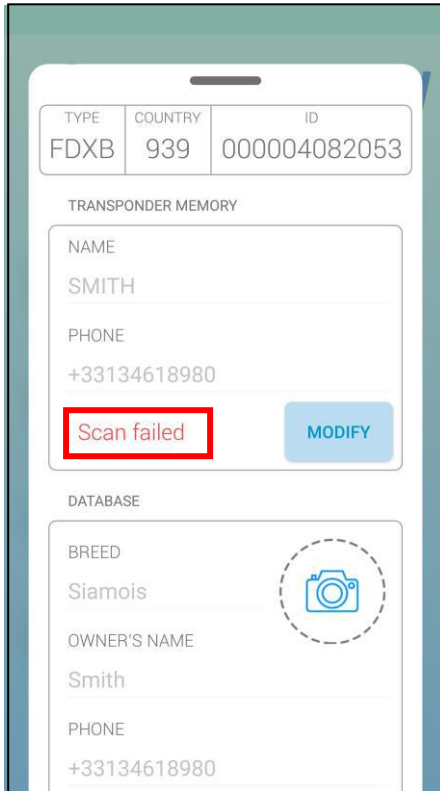 TYPE COUNTRY ID
FDXB 939 000004082053
TRANSPONDER MEMORY
NAME
SMITH
PHONE
+33134618980
Scan failed MODIFY
DATABASE
BREED
Siamois
OWNER'S NAME
Smith
PHONE
+33134618980